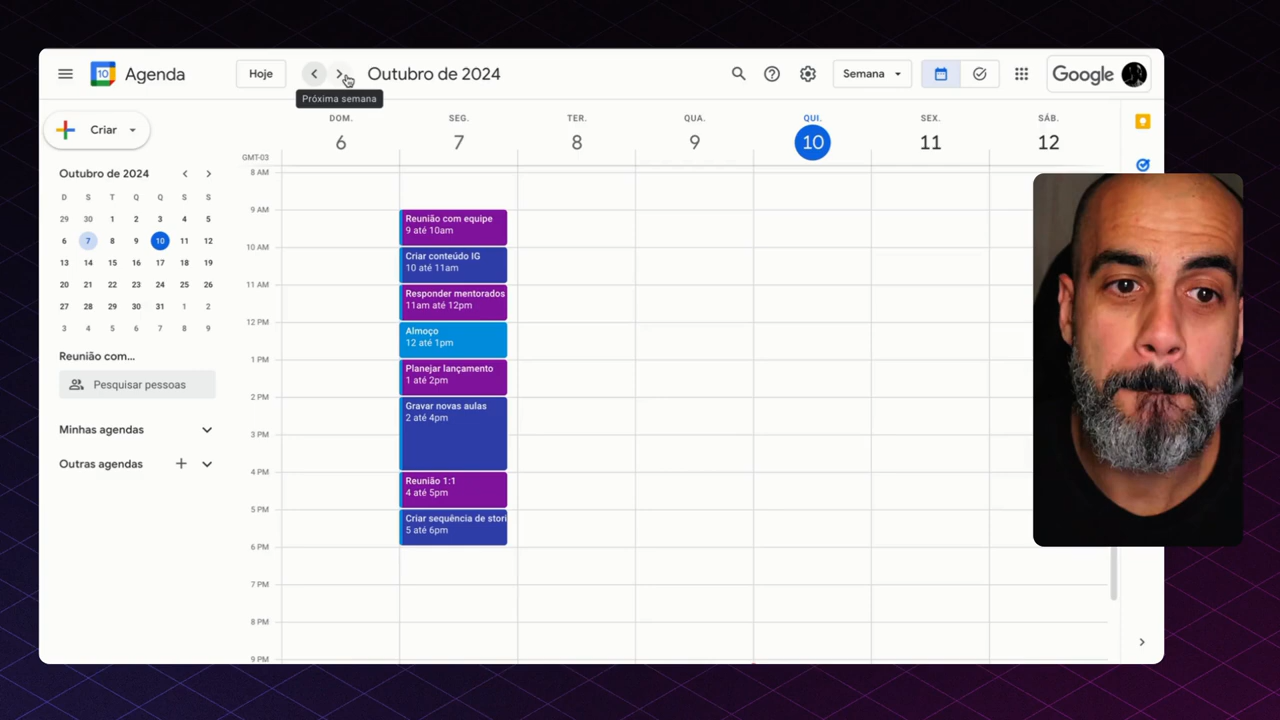 10
Agenda
Hoje
Outubro de 2024
Semana
Google
Próxima semana
Criar
Outubro de 2024
D S T Q Q S S
29 30 1 2 3 4 5
6 7 8 9 10 11 12
13 14 15 16 17 18 19
20 21 22 23 24 25 26
27 28 29 30 31 1 2
3 4 5 6 7 8 9
Reunião com...
Pesquisar pessoas
Minhas agendas
Outras agendas
DOM. SEG. TER. QUA. QUI. SEX. SÁB.
6 7 8 9 10 11 12
GMT-03
8 AM
9 AM
Reunião com equipe
9 até 10am
10 AM
Criar conteúdo IG
10 até 11am
11 AM
Responder mentorados
11am até 12pm
12 PM
Almoço
12 até 1pm
1 PM
Planejar lançamento
1 até 2pm
2 PM
Gravar novas aulas
2 até 4pm
3 PM
4 PM
Reunião 1:1
4 até 5pm
5 PM
Criar sequência de stori
5 até 6pm
6 PM
7 PM
8 PM
9 PM